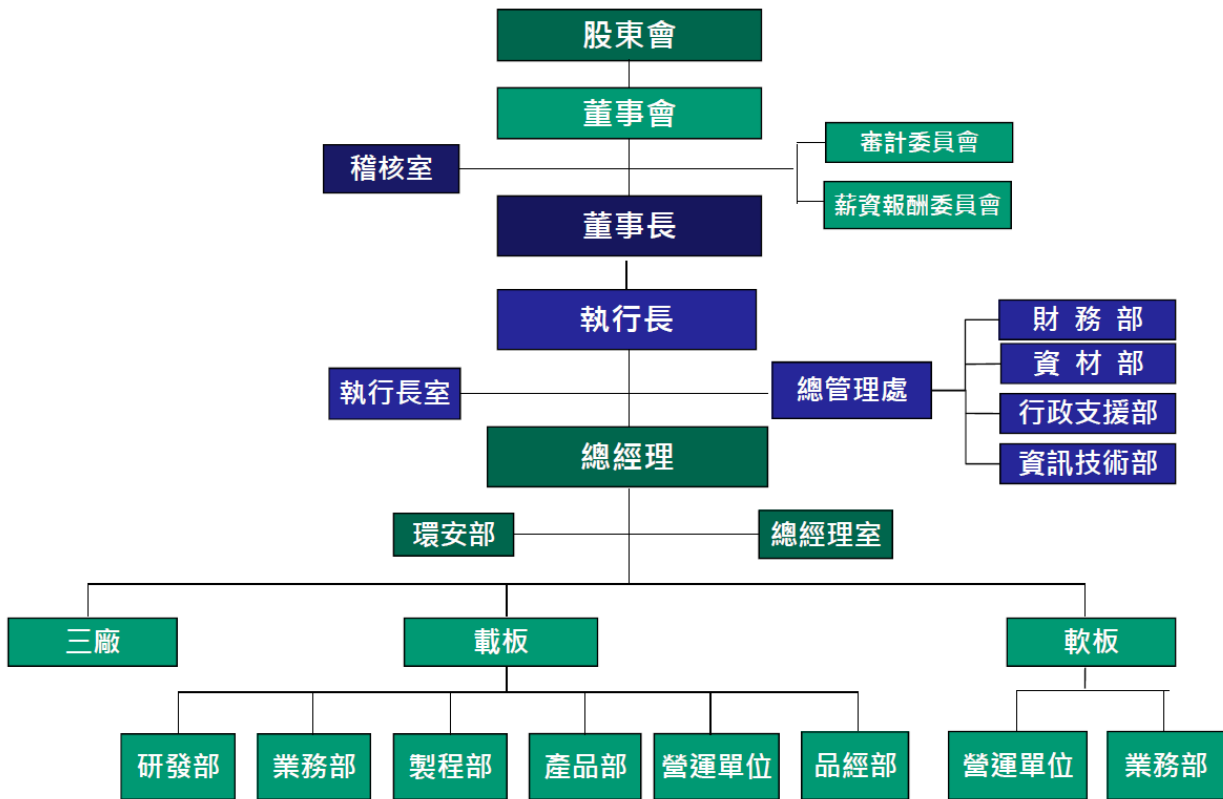 股東會
董事會
審計委員會
稽核室
薪資報酬委員會
董事長
執行長
財 務 部
資 材 部
執行長室
總管理處
行政支援部
總經理
資訊技術部
環安部
總經理室
三廠
載板
軟板
研發部
業務部
製程部
產品部
營運單位
品經部
營運單位
業務部